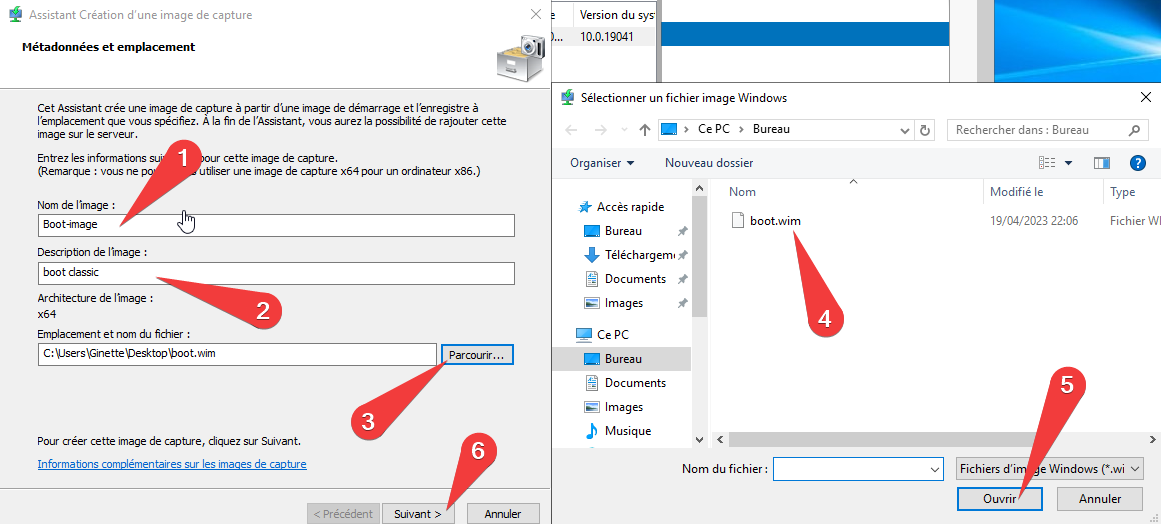 Assistant Création d'une image de capture
Métadonnées et emplacement
Cet Assistant crée une image de capture à partir d'une image de démarrage et l'enregistre à
l'emplacement que vous spécifiez. À la fin de l'Assistant, vous aurez la possibilité de rajouter cette
image sur le serveur.
Entrez les informations pour cette image de capture.
(Remarque : vous ne utiliser une image de capture x64 pour un ordinateur x86.)
1
Nom de l'image :
Boot-image
Description de l'image :
boot classic
2
Architecture de l'image :
x64
Emplacement et nom du fichier :
C:\Users\Ginette\Desktop\boot.wim
Parcourir...
3
Pour créer cette image de capture, cliquez sur Suivant.
6
Informations complémentaires sur les images de capture
< Précédent
Suivant >
Annuler
Version du sys
0...
10.0.19041
Sélectionner un fichier image Windows
Ce PC
Bureau
Rechercher dans : Bureau
Organiser
Nouveau dossier
Accès rapide
Bureau
Téléchargeme
Documents
Images
Ce PC
Bureau
Documents
Images
Musique
Nom
Modifié le
Type
boot.wim
19/04/2023 22:06
Fichier WI
4
5
Nom du fichier :
Fichiers d'image Windows (*.wi
Ouvrir
Annuler